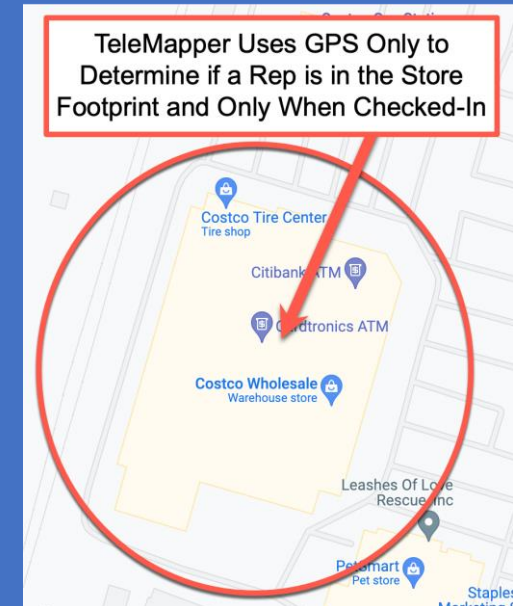 TeleMapper Uses GPS Only to
Determine if a Rep is in the Store
Footprint and Only When Checked-In
Costco Tire Center
Tire shop
Citibank ATM
Cardtronics ATM
Costco Wholesale
Warehouse store
Leashes Of Love
Rescue Inc
PetSmart
Pet store
Staples